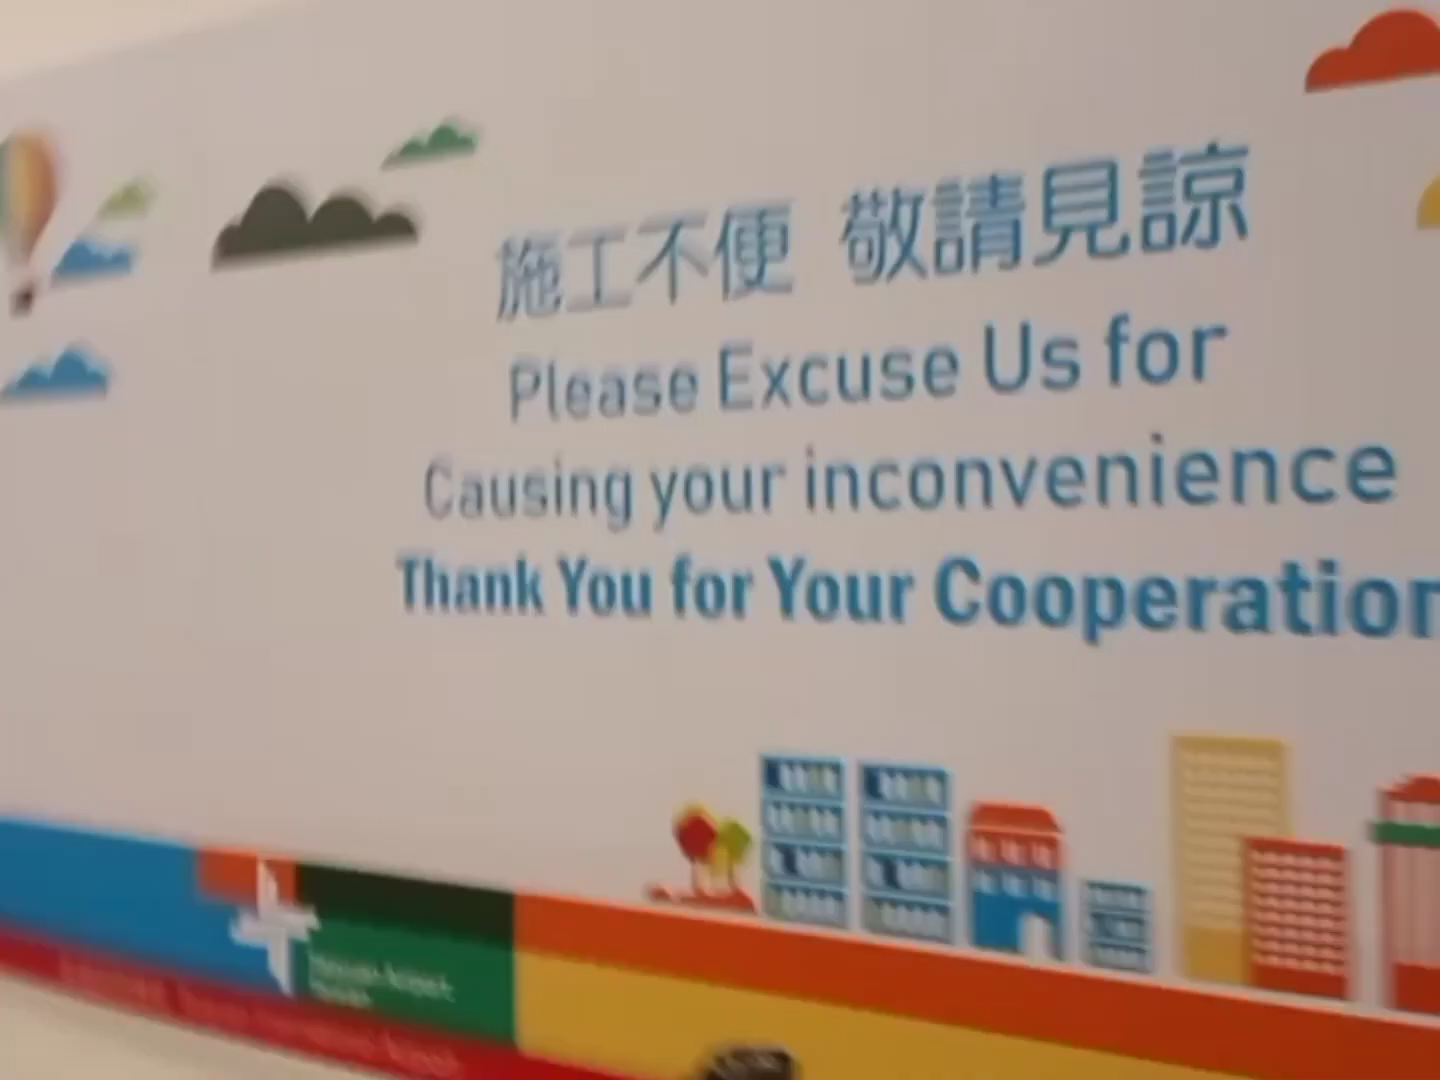 施工不便 敬請見諒
Please Excuse Us for
Causing your inconvenience
Thank You for Your Cooperation